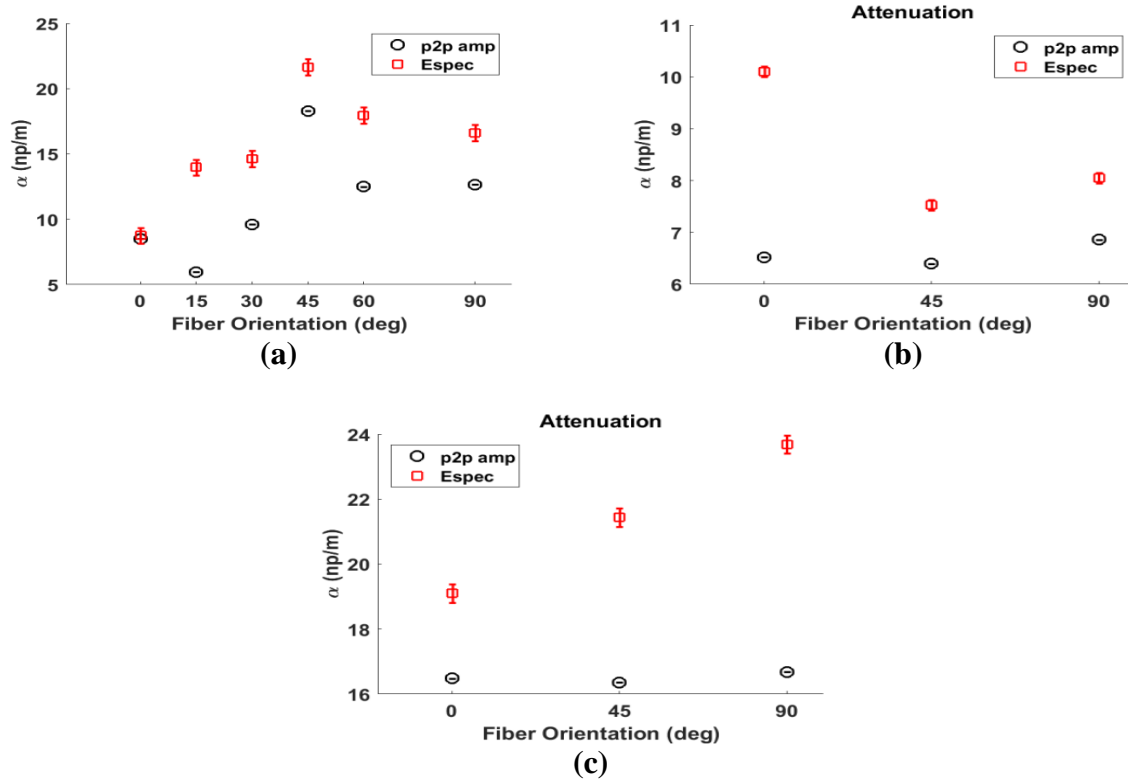 25
20
15
10
5
α (np/m)
p2p amp
Espec
0 15 30 45 60 90
Fiber Orientation (deg)
(a)
Attenuation
11
10
9
8
7
6
α (np/m)
p2p amp
Espec
0 45 90
Fiber Orientation (deg)
(b)
Attenuation
24
22
20
18
16
α (np/m)
p2p amp
Espec
0 45 90
Fiber Orientation (deg)
(c)